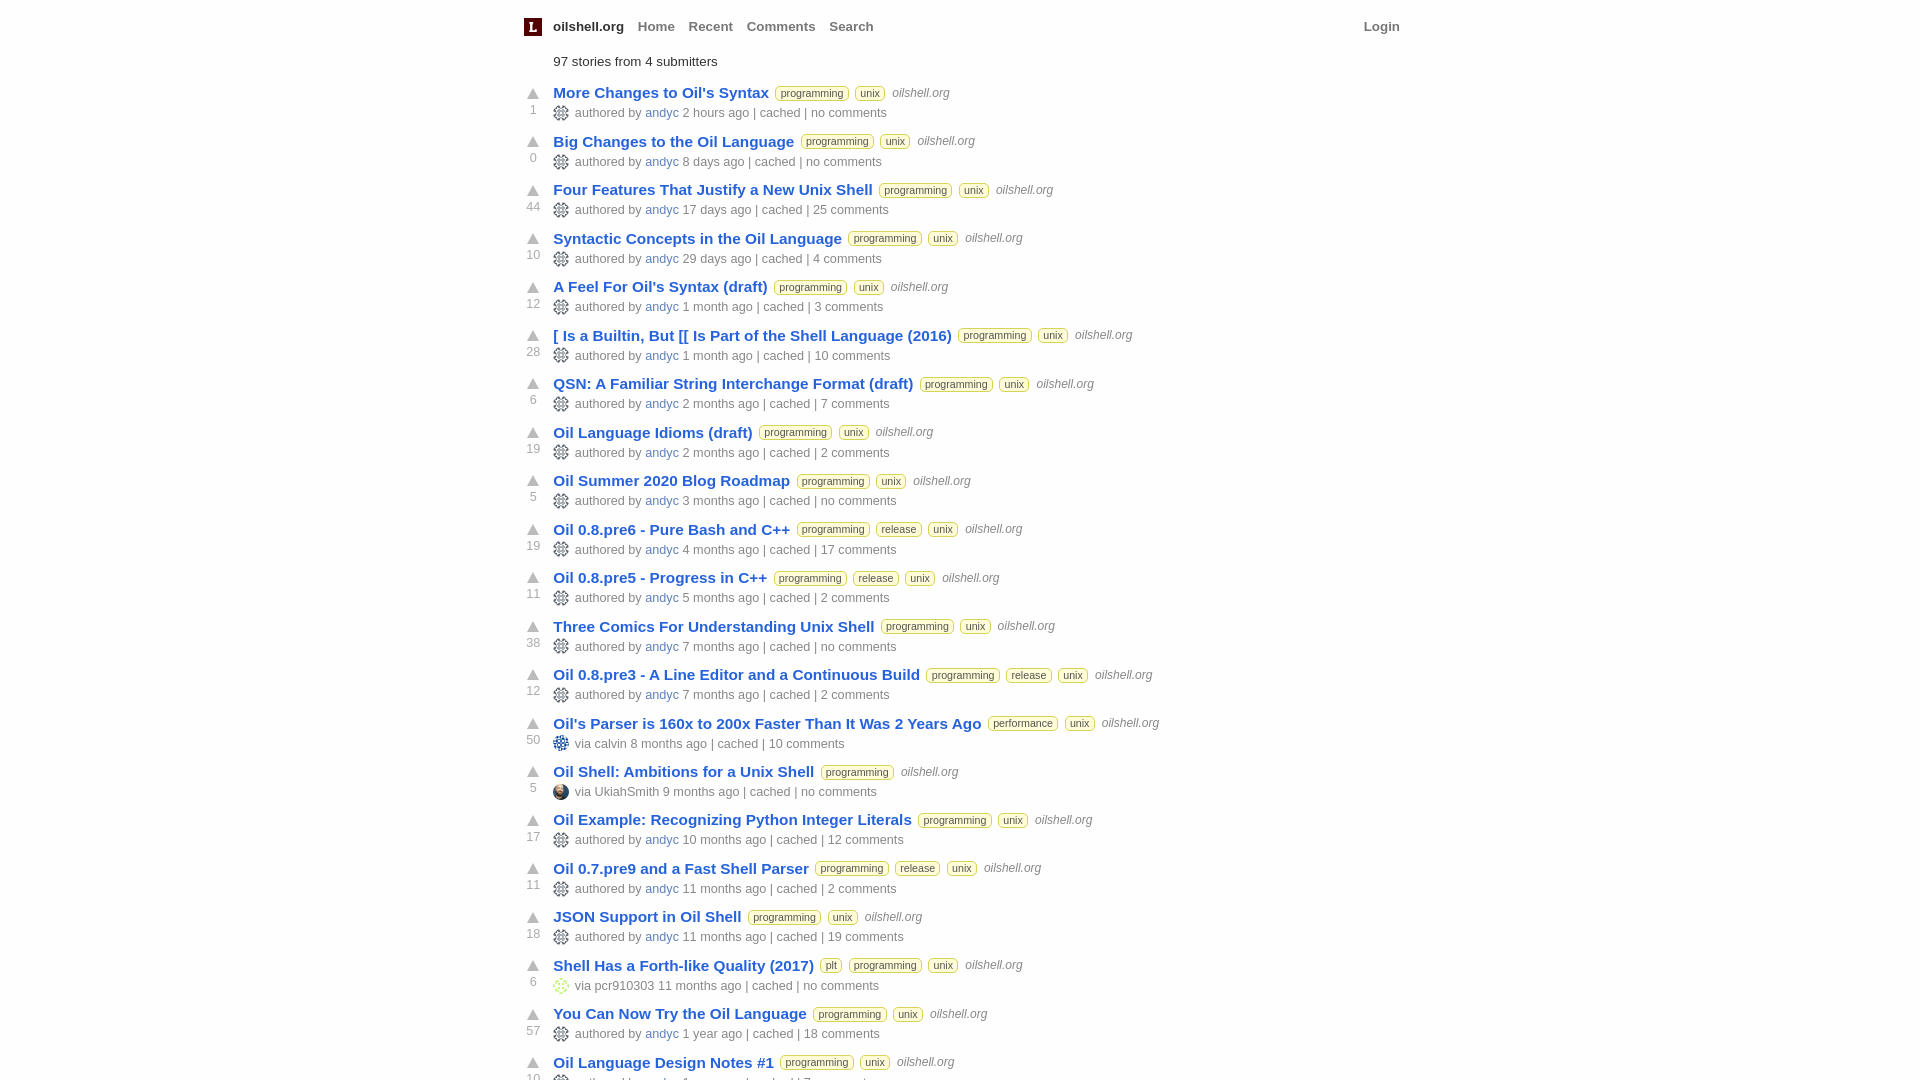 L oilshell.org Home Recent Comments Search Login
97 stories from 4 submitters
More Changes to Oil's Syntax programming unix oilshell.org
1 authored by andyc 2 hours ago | cached | no comments
Big Changes to the Oil Language programming unix oilshell.org
0 authored by andyc 8 days ago | cached | no comments
Four Features That Justify a New Unix Shell programming unix oilshell.org
44 authored by andyc 17 days ago | cached | 25 comments
Syntactic Concepts in the Oil Language programming unix oilshell.org
10 authored by andyc 29 days ago | cached | 4 comments
A Feel For Oil's Syntax (draft) programming unix oilshell.org
12 authored by andyc 1 month ago | cached | 3 comments
[ Is a Builtin, But [[ Is Part of the Shell Language (2016) programming unix oilshell.org
28 authored by andyc 1 month ago | cached | 10 comments
QSN: A Familiar String Interchange Format (draft) programming unix oilshell.org
6 authored by andyc 2 months ago | cached | 7 comments
Oil Language Idioms (draft) programming unix oilshell.org
19 authored by andyc 2 months ago | cached | 2 comments
Oil Summer 2020 Blog Roadmap programming unix oilshell.org
5 authored by andyc 3 months ago | cached | no comments
Oil 0.8.pre6 - Pure Bash and C++ programming release unix oilshell.org
19 authored by andyc 4 months ago | cached | 17 comments
Oil 0.8.pre5 - Progress in C++ programming release unix oilshell.org
11 authored by andyc 5 months ago | cached | 2 comments
Three Comics For Understanding Unix Shell programming unix oilshell.org
38 authored by andyc 7 months ago | cached | no comments
Oil 0.8.pre3 - A Line Editor and a Continuous Build programming release unix oilshell.org
12 authored by andyc 7 months ago | cached | 2 comments
Oil's Parser is 160x to 200x Faster Than It Was 2 Years Ago performance unix oilshell.org
50 via calvin 8 months ago | cached | 10 comments
Oil Shell: Ambitions for a Unix Shell programming oilshell.org
5 via UkiahSmith 9 months ago | cached | no comments
Oil Example: Recognizing Python Integer Literals programming unix oilshell.org
17 authored by andyc 10 months ago | cached | 12 comments
Oil 0.7.pre9 and a Fast Shell Parser programming release unix oilshell.org
11 authored by andyc 11 months ago | cached | 2 comments
JSON Support in Oil Shell programming unix oilshell.org
18 authored by andyc 11 months ago | cached | 19 comments
Shell Has a Forth-like Quality (2017) plt programming unix oilshell.org
6 via pcr910303 11 months ago | cached | no comments
You Can Now Try the Oil Language programming unix oilshell.org
57 authored by andyc 1 year ago | cached | 18 comments
Oil Language Design Notes #1 programming unix oilshell.org